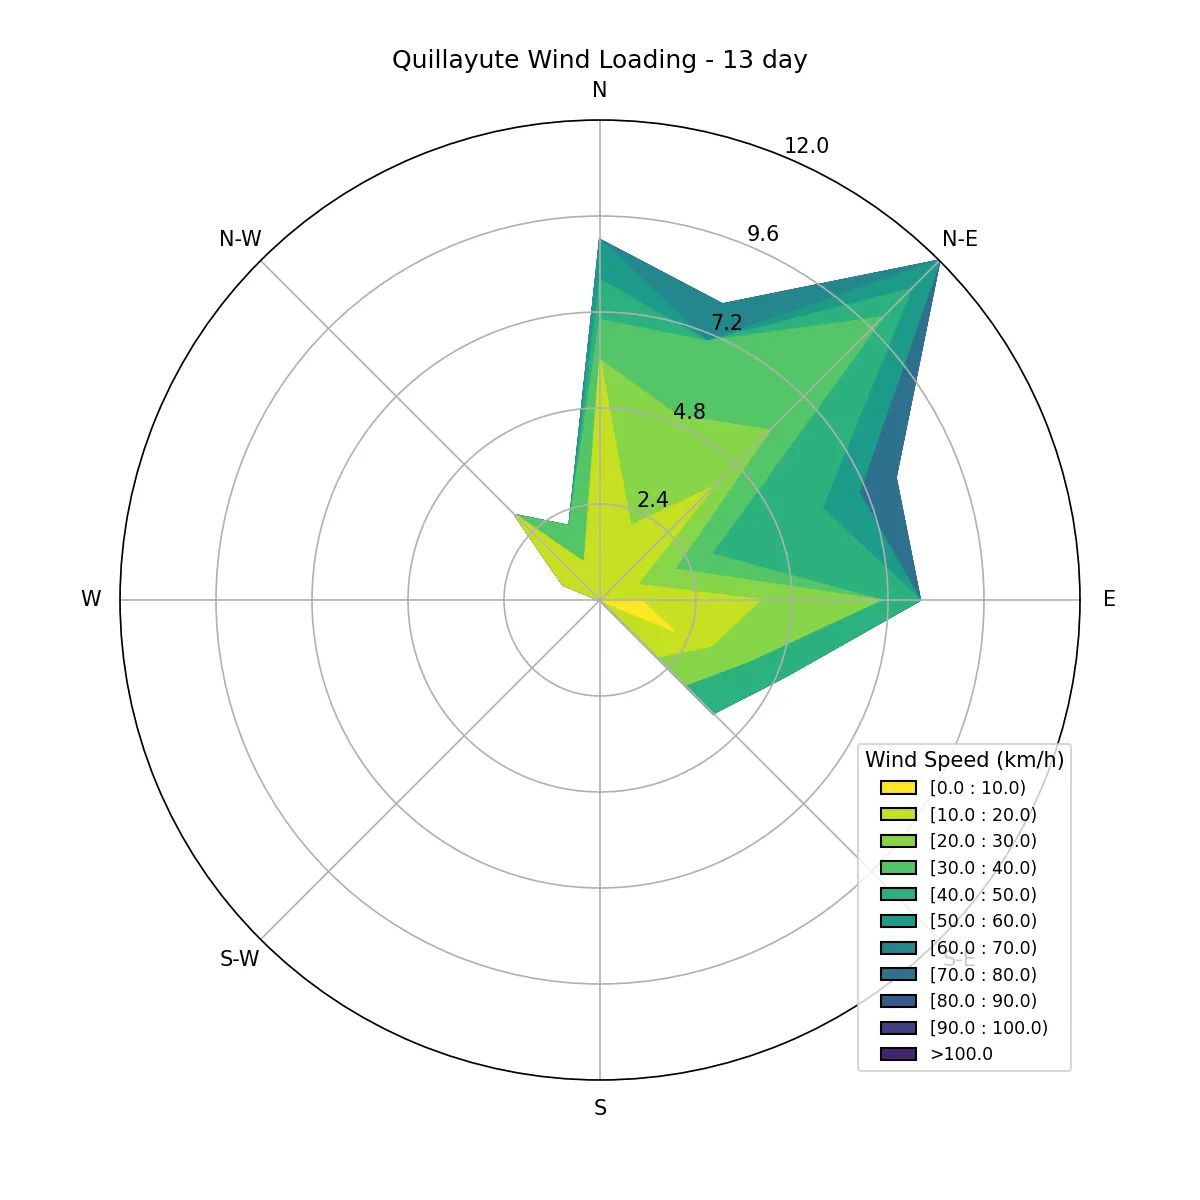 Quillayute Wind Loading - 13 day
N
12.0
9.6
N-W
N-E
7.2
4.8
2.4
W
E
Wind Speed (km/h)
[0.0 : 10.0)
[10.0 : 20.0)
[20.0 : 30.0)
[30.0 : 40.0)
[40.0 : 50.0)
[50.0 : 60.0)
[60.0 : 70.0)
[70.0 : 80.0)
[80.0 : 90.0)
[90.0 : 100.0)
>100.0
S-W
S-E
S